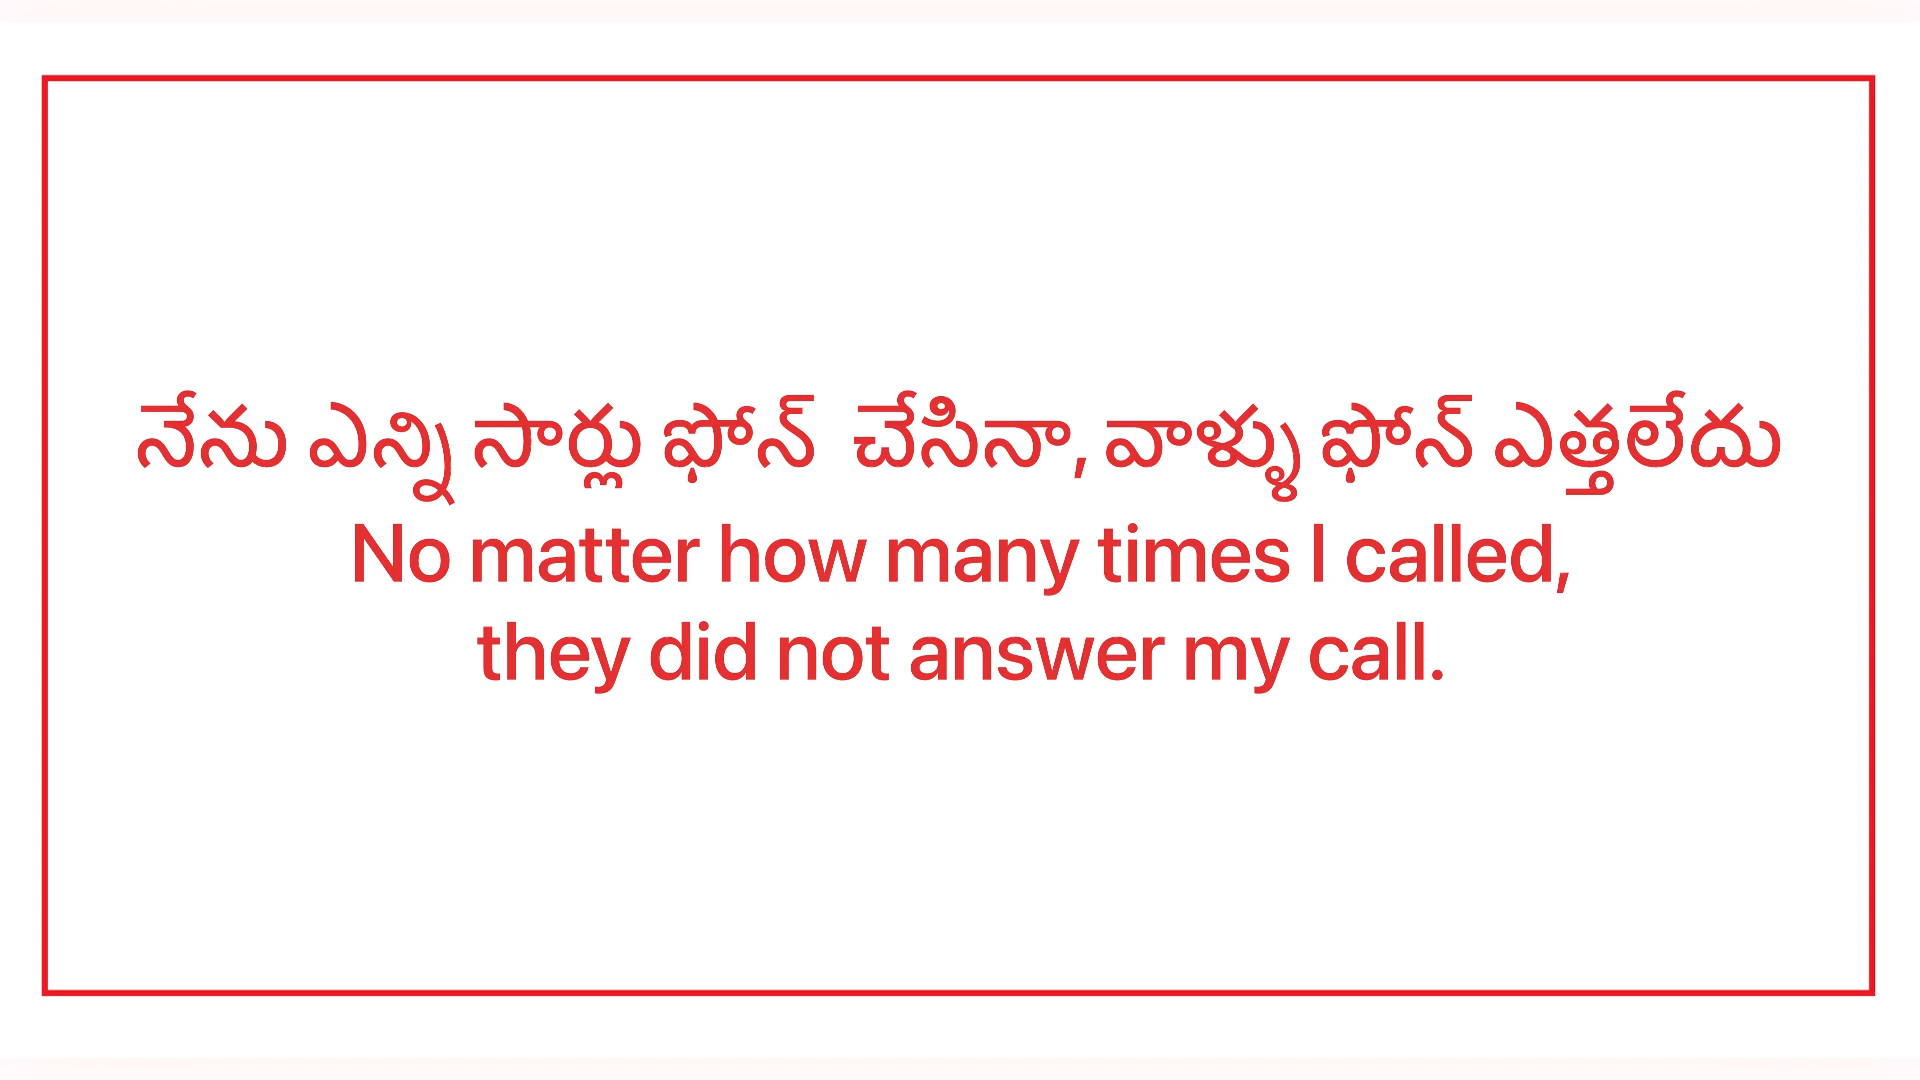 నేను ఎన్ని సార్లు ఫోన్ చేసినా, వాళ్ళు ఫోన్ ఎత్తలేదు
No matter how many times I called,
they did not answer my call.